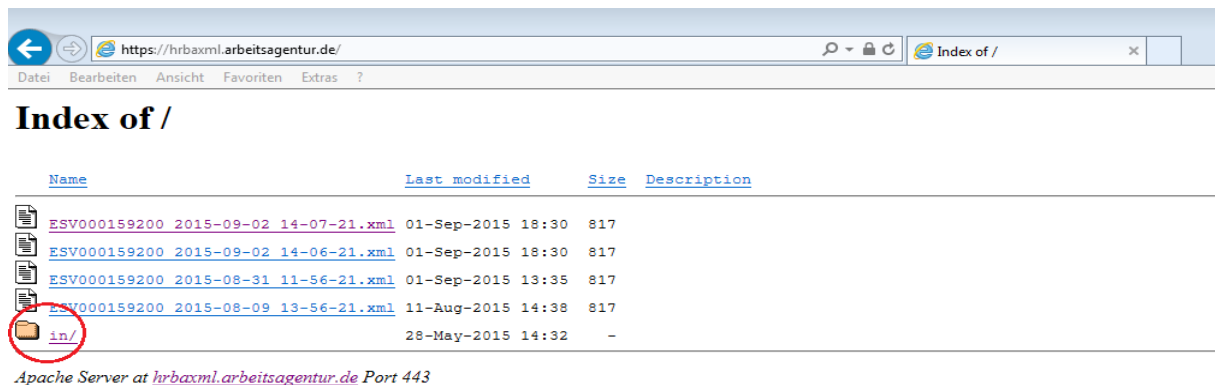 https://hrbaxml.arbeitsagentur.de/ Index of /
Datei Bearbeiten Ansicht Favoriten Extras ?
Index of /
Name Last modified Size Description
ESV000159200 2015-09-02 14-07-21.xml 01-Sep-2015 18:30 817
ESV000159200 2015-09-02 14-06-21.xml 01-Sep-2015 18:30 817
ESV000159200 2015-08-31 11-56-21.xml 01-Sep-2015 13:35 817
ESV000159200 2015-08-09 13-56-21.xml 11-Aug-2015 14:38 817
in/ 28-May-2015 14:32 -
Apache Server at hrbaxml.arbeitsagentur.de Port 443